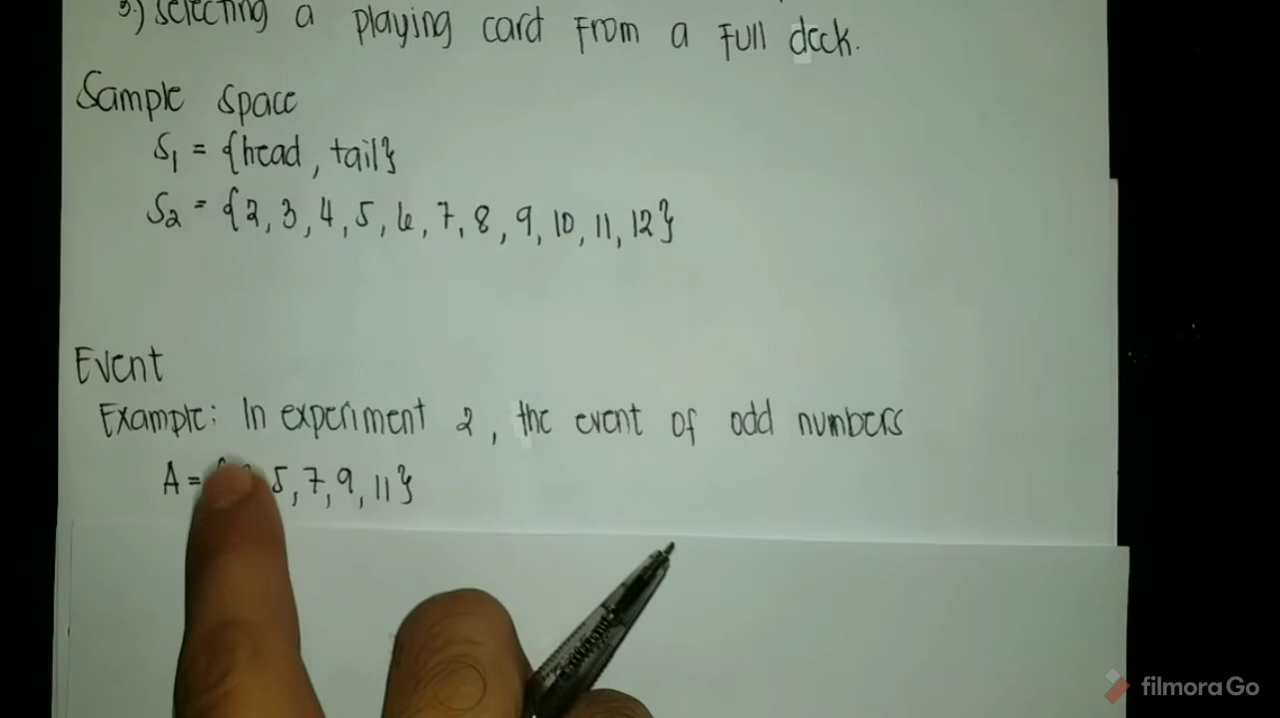 3.) Selecting a playing card from a full deck.
Sample space
S₁ = {head, tail}
S₂ = {2, 3, 4, 5, 6, 7, 8, 9, 10, 11, 12}
Event
Example: In experiment 2, the event of odd numbers
A = 5, 7, 9, 11}
filmoraGo